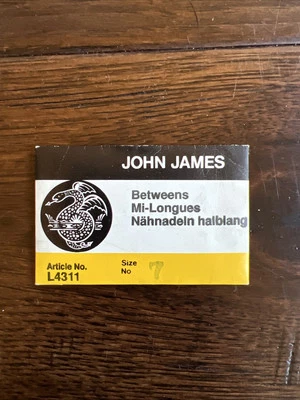 JOHN JAMES
Betweens
Mi-Longues
Nähnadeln halblang
Article No.
L4311
Size
No 7